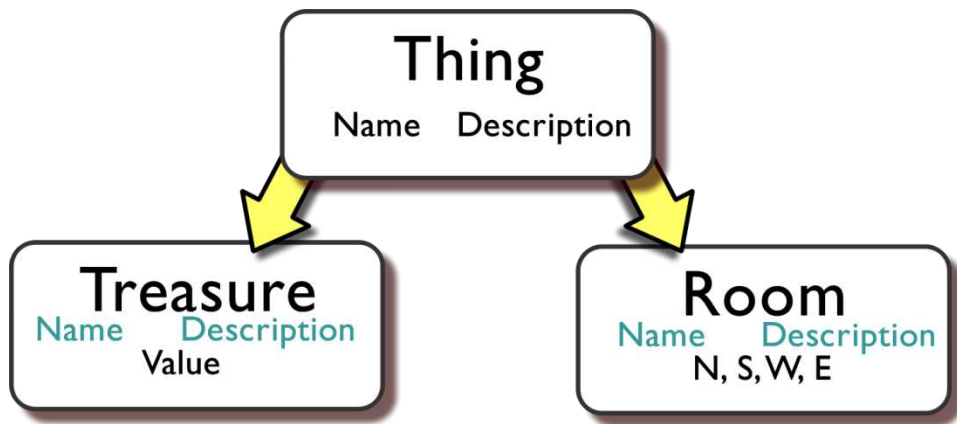 Thing
Name Description
Treasure
Name Description
Value
Room
Name Description
N, S, W, E